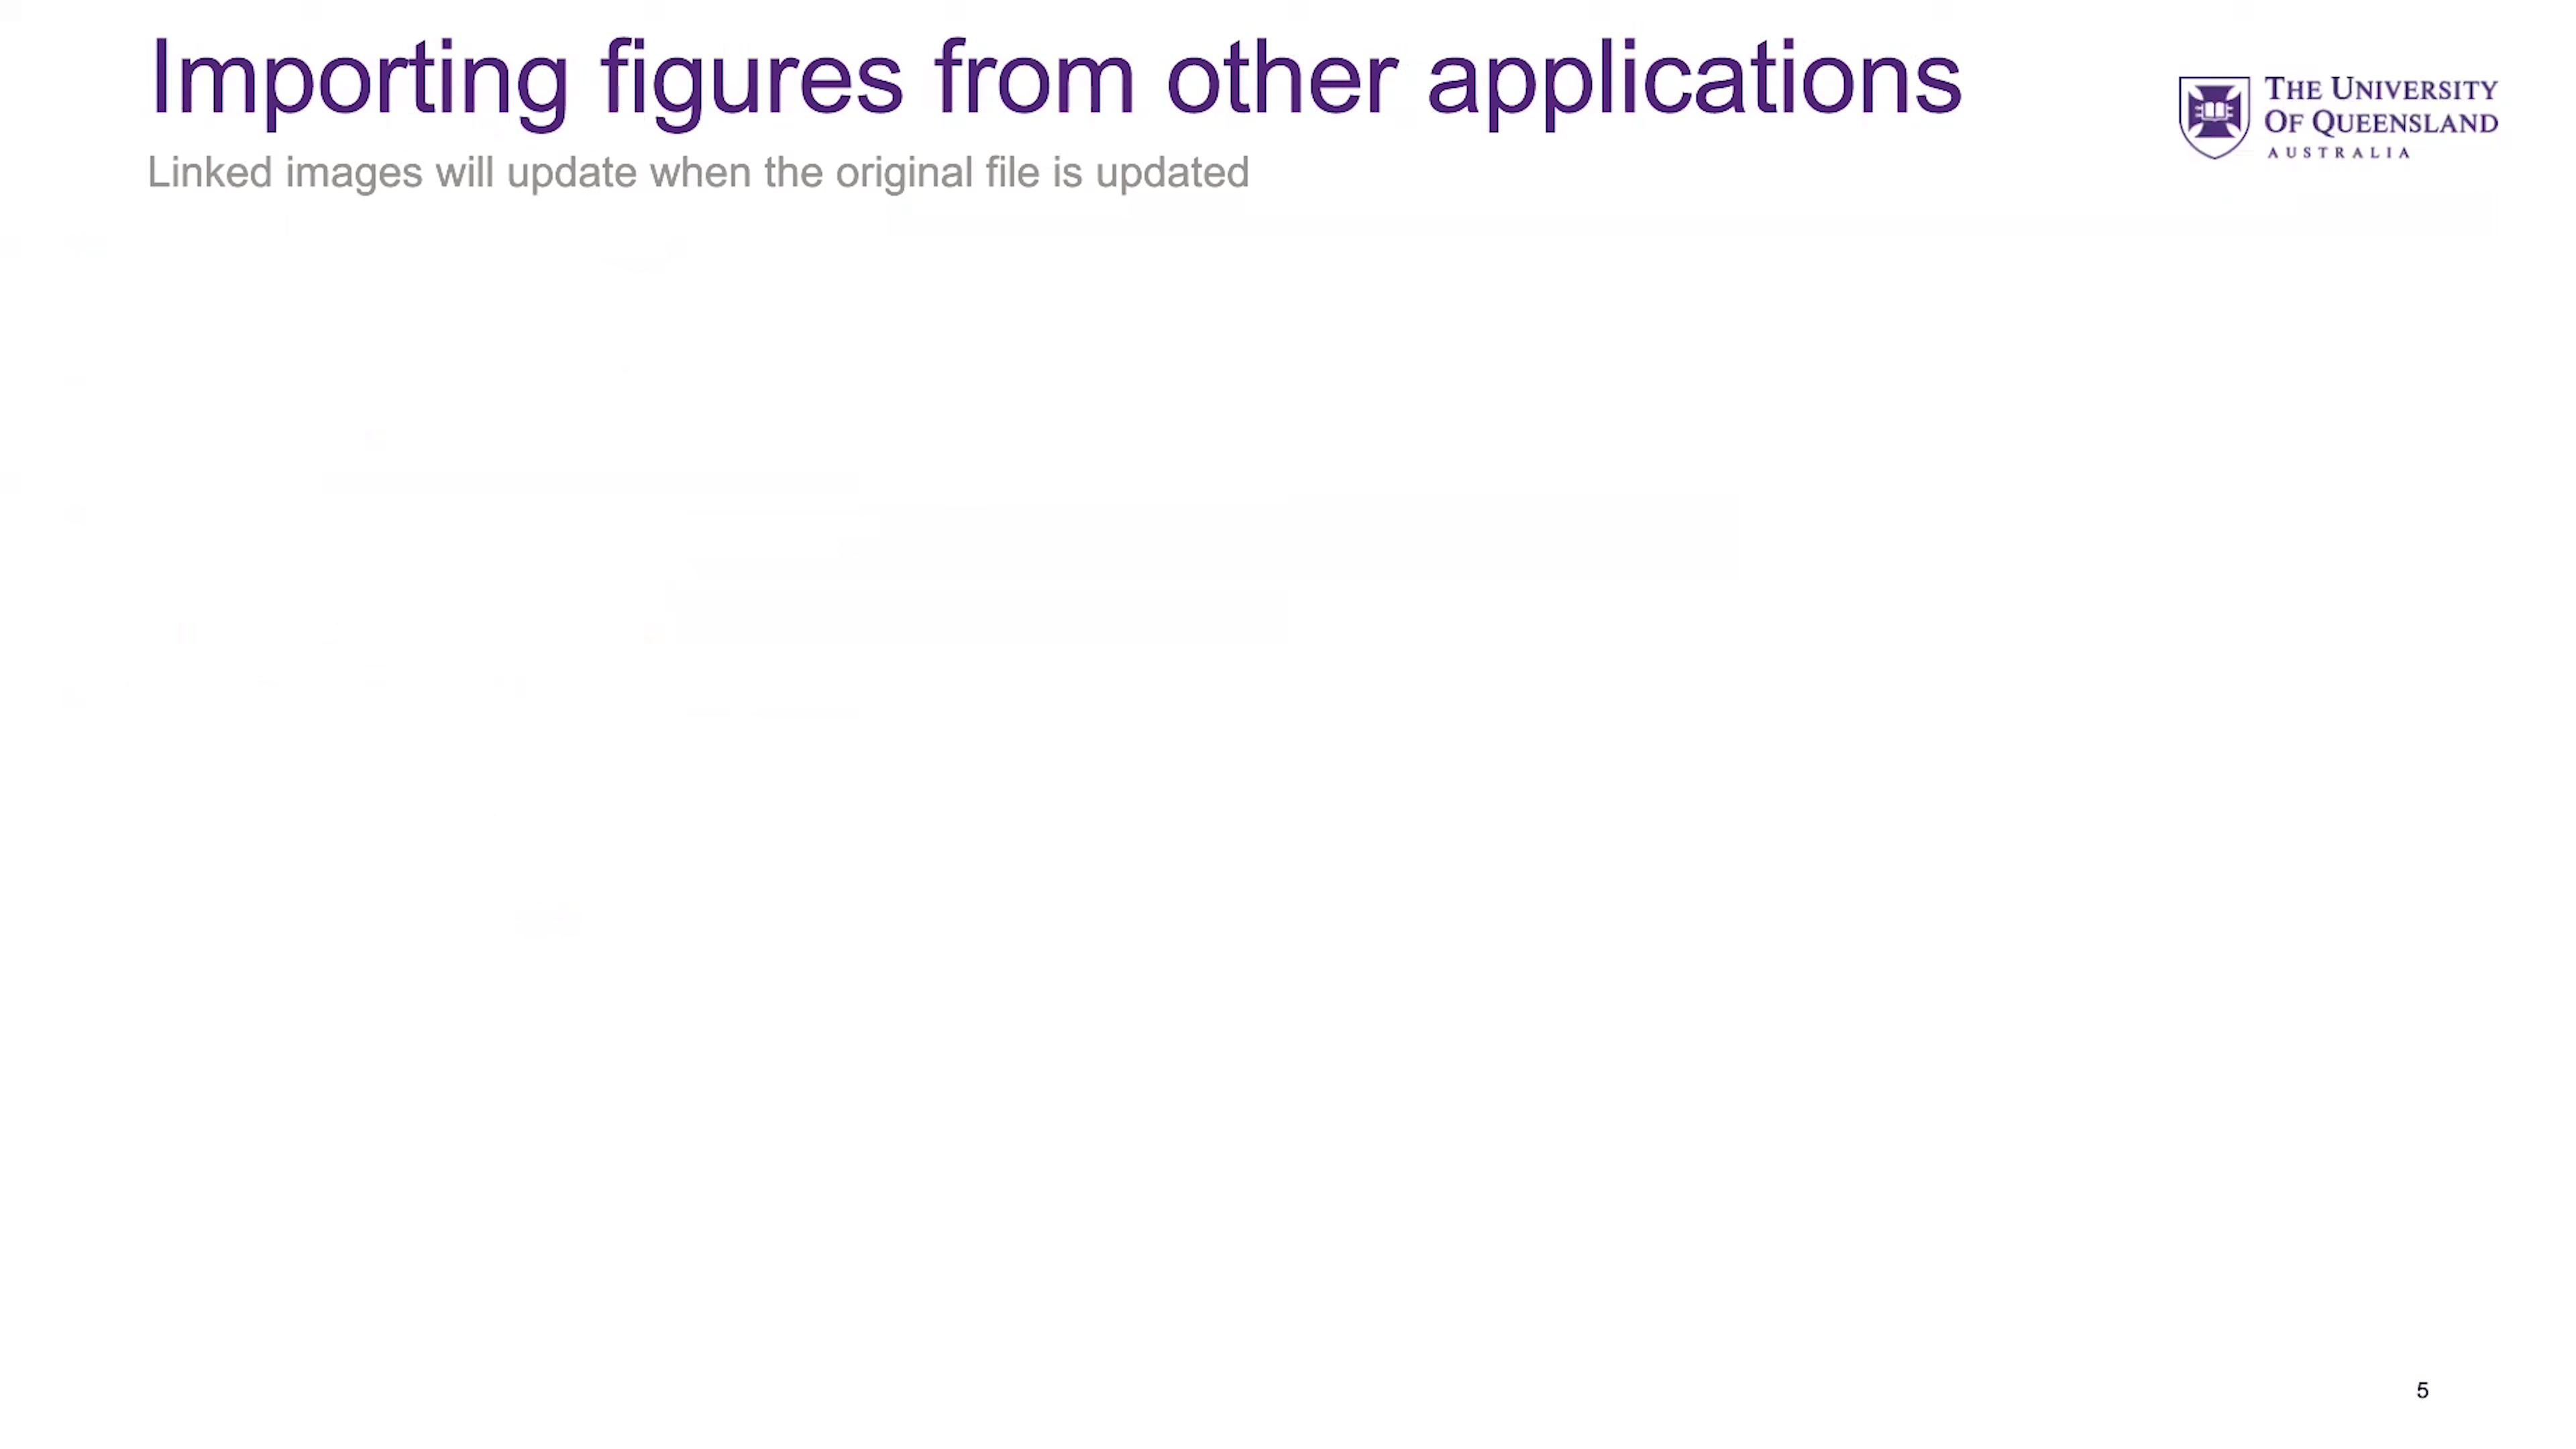 Importing figures from other applications
Linked images will update when the original file is updated
THE UNIVERSITY
OF QUEENSLAND
AUSTRALIA
5